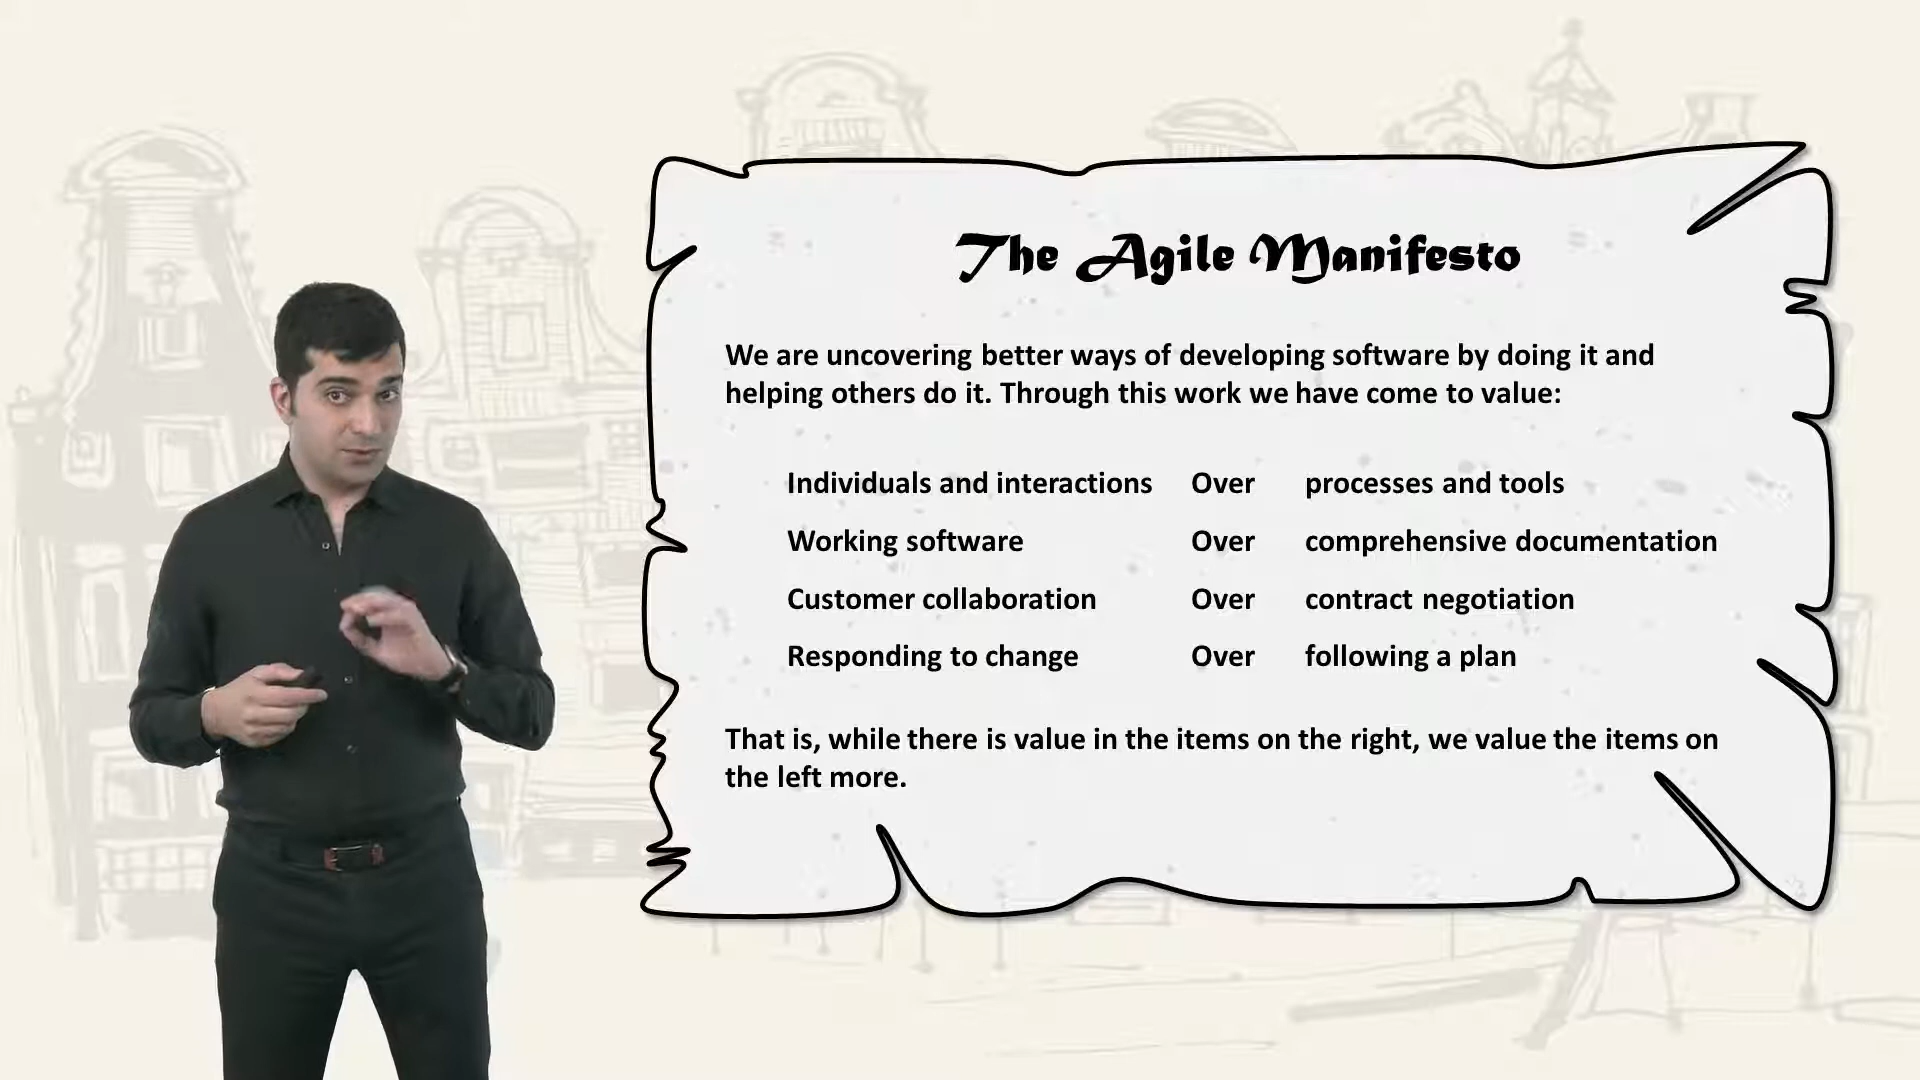 The Agile Manifesto
We are uncovering better ways of developing software by doing it and
helping others do it. Through this work we have come to value:
Individuals and interactions Over processes and tools
Working software Over comprehensive documentation
Customer collaboration Over contract negotiation
Responding to change Over following a plan
That is, while there is value in the items on the right, we value the items on
the left more.